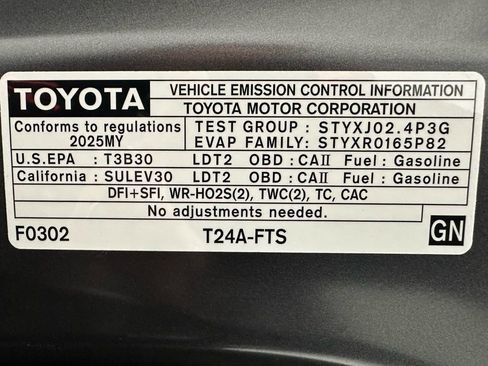 TOYOTA
VEHICLE EMISSION CONTROL INFORMATION
TOYOTA MOTOR CORPORATION
Conforms to regulations
2025MY
TEST GROUP : STYXJ02.4P3G
EVAP FAMILY: STYXR0165P82
U.S.EPA : T3B30 LDT2 OBD : CAII Fuel : Gasoline
California : SULEV30 LDT2 OBD : CAII Fuel : Gasoline
DFI+SFI, WR-HO2S(2), TWC(2), TC, CAC
No adjustments needed.
F0302 T24A-FTS GN